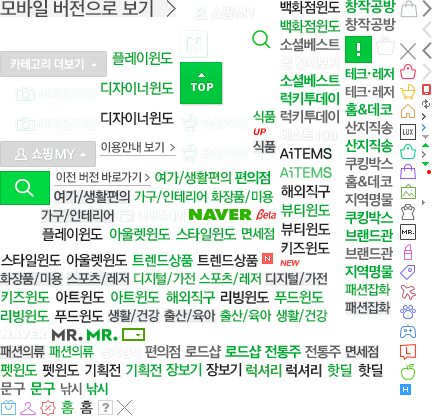 모바일 버전으로 보기
쇼핑MY
백화점윈도 창작공방
백화점윈도 창작공방
소셜베스트
카테고리 더보기
플레이윈도
소셜베스트 테크·레저
럭키투데이 테크·레저
TOP
디자이너윈도
럭키투데이 홈&데코
디자이너윈도
식품
UP
산지직송
LUX
쇼핑MY
이용안내 보기
식품
AiTEMS 산지직송
쿠킹박스
이전 버전 바로가기
여가/생활편의 편의점
AiTEMS 홈&데코
여가/생활편의 가구/인테리어 화장품/미용
해외직구 지역명물
가구/인테리어
NAVER Beta
뷰티윈도 쿠킹박스
플레이윈도 아울렛윈도 스타일윈도 면세점
뷰티윈도 브랜드관
MR.
키즈윈도 브랜드관
스타일윈도 아울렛윈도 트렌드상품 트렌드상품 N
NEW
지역명물
화장품/미용 스포츠/레저 디지털/가전 스포츠/레저 디지털/가전
패션잡화
키즈윈도 아트윈도 아트윈도 해외직구 리빙윈도 푸드윈도
패션잡화
리빙윈도 푸드윈도 생활/건강 출산/육아 출산/육아 생활/건강
NAVER MR. MR.
패션의류 패션의류 편의점 로드샵 로드샵 전통주 전통주 면세점
펫윈도 펫윈도 기획전 기획전 장보기 장보기 럭셔리 럭셔리 핫딜 핫딜
문구 문구 낚시 낚시
홈 홈 ?